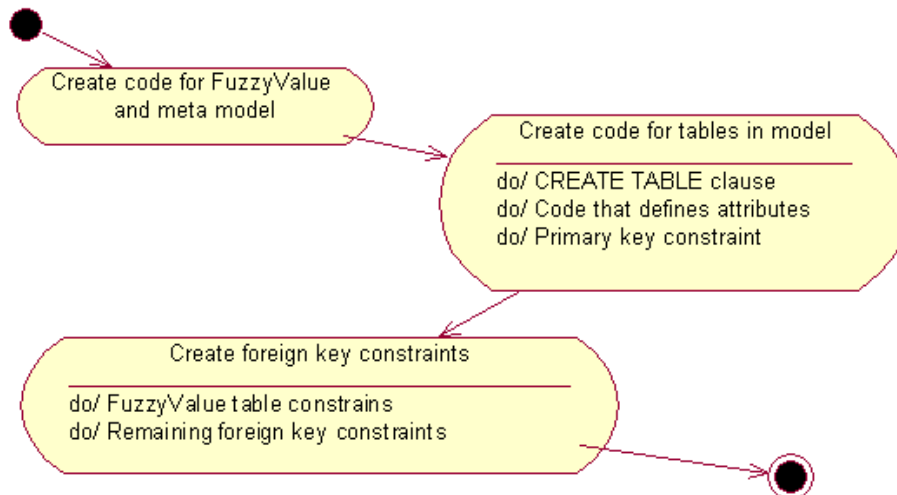 Create code for FuzzyValue
and meta model
Create code for tables in model
do/ CREATE TABLE clause
do/ Code that defines attributes
do/ Primary key constraint
Create foreign key constraints
do/ FuzzyValue table constrains
do/ Remaining foreign key constraints